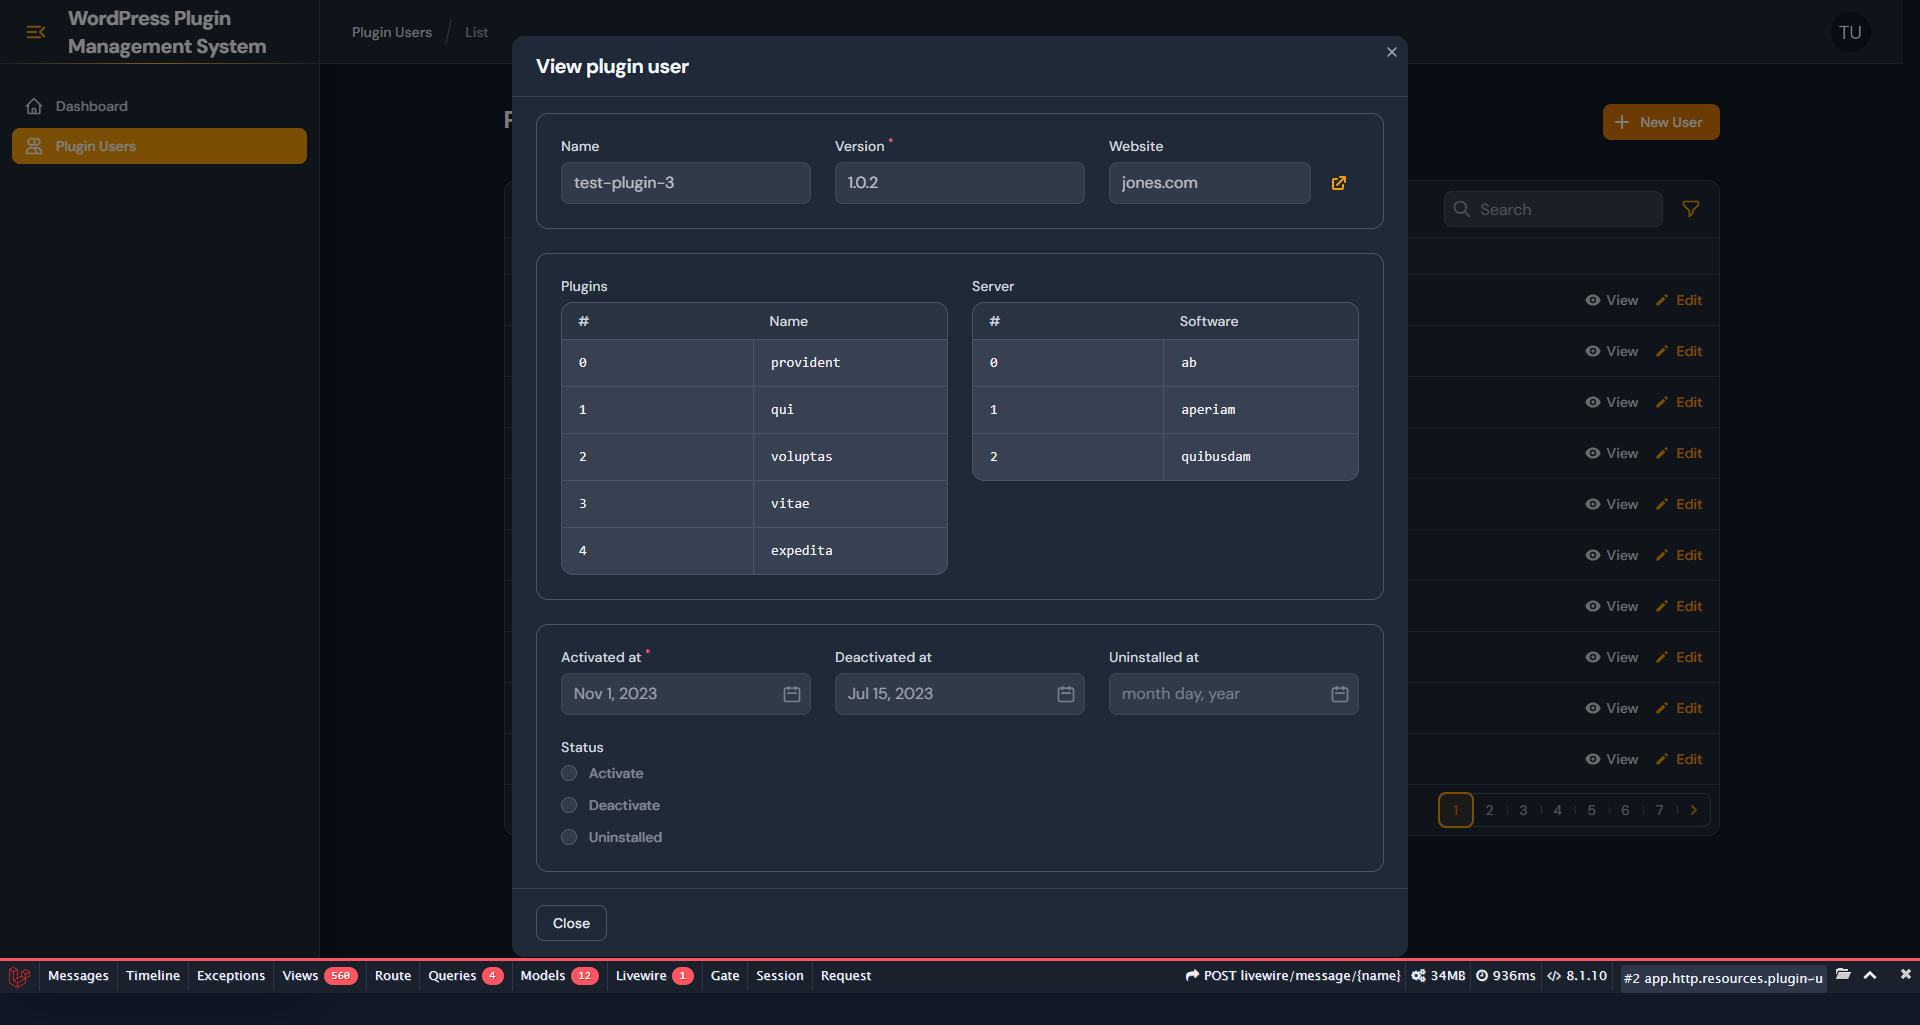 WordPress Plugin
Management System
Plugin Users / List
TU
Dashboard
Plugin Users
New User
Search
View plugin user
Name
Version *
Website
test-plugin-3
1.0.2
jones.com
Plugins
Server
# Name
# Software
0 provident
0 ab
1 qui
1 aperiam
2 voluptas
2 quibusdam
3 vitae
4 expedita
Activated at *
Deactivated at
Uninstalled at
Nov 1, 2023
Jul 15, 2023
month day, year
Status
Activate
Deactivate
Uninstalled
Close
View Edit
View Edit
View Edit
View Edit
View Edit
View Edit
View Edit
View Edit
View Edit
View Edit
1 2 3 4 5 6 7
Messages Timeline Exceptions Views 560 Route Queries 4 Models 12 Livewire 1 Gate Session Request POST livewire/message/{name} 34MB 936ms 8.1.10 #2 app.http.resources.plugin-u